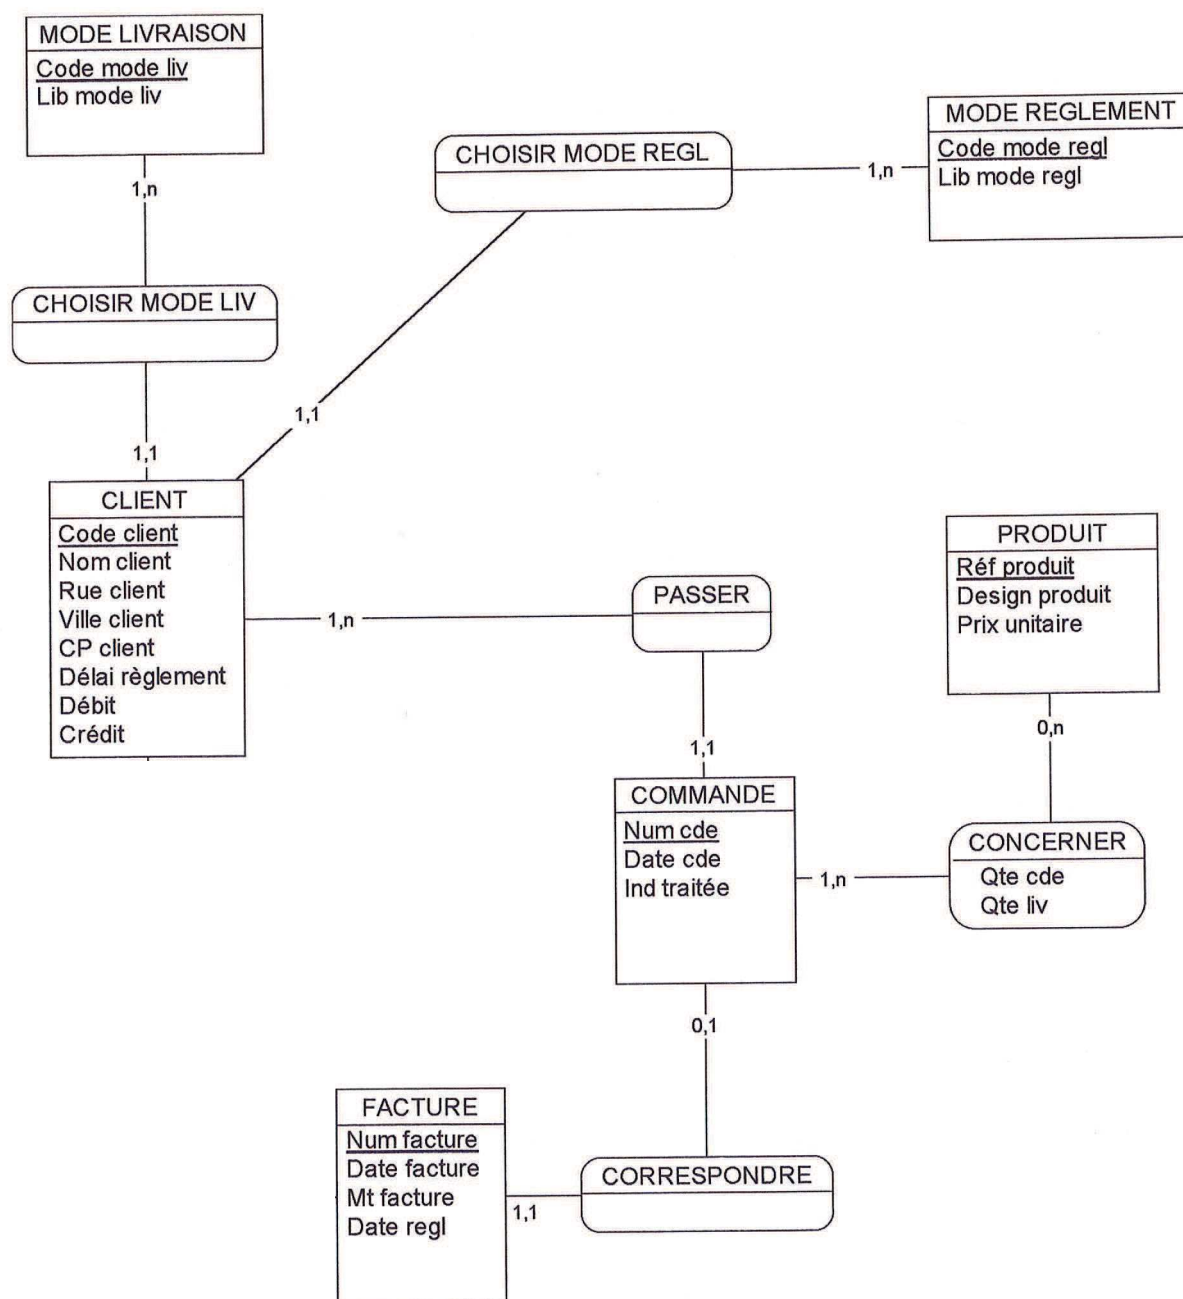 MODE LIVRAISON
Code mode liv
Lib mode liv
1,n
CHOISIR MODE LIV
1,1
CHOISIR MODE REGL
1,n
1,1
MODE REGLEMENT
Code mode regl
Lib mode regl
CLIENT
Code client
Nom client
Rue client
Ville client
CP client
Délai règlement
Débit
Crédit
1,n
PASSER
1,1
PRODUIT
Réf produit
Design produit
Prix unitaire
0,n
COMMANDE
Num cde
Date cde
Ind traitée
1,n
CONCERNER
Qte cde
Qte liv
0,1
FACTURE
Num facture
Date facture
Mt facture
Date regl
1,1
CORRESPONDRE